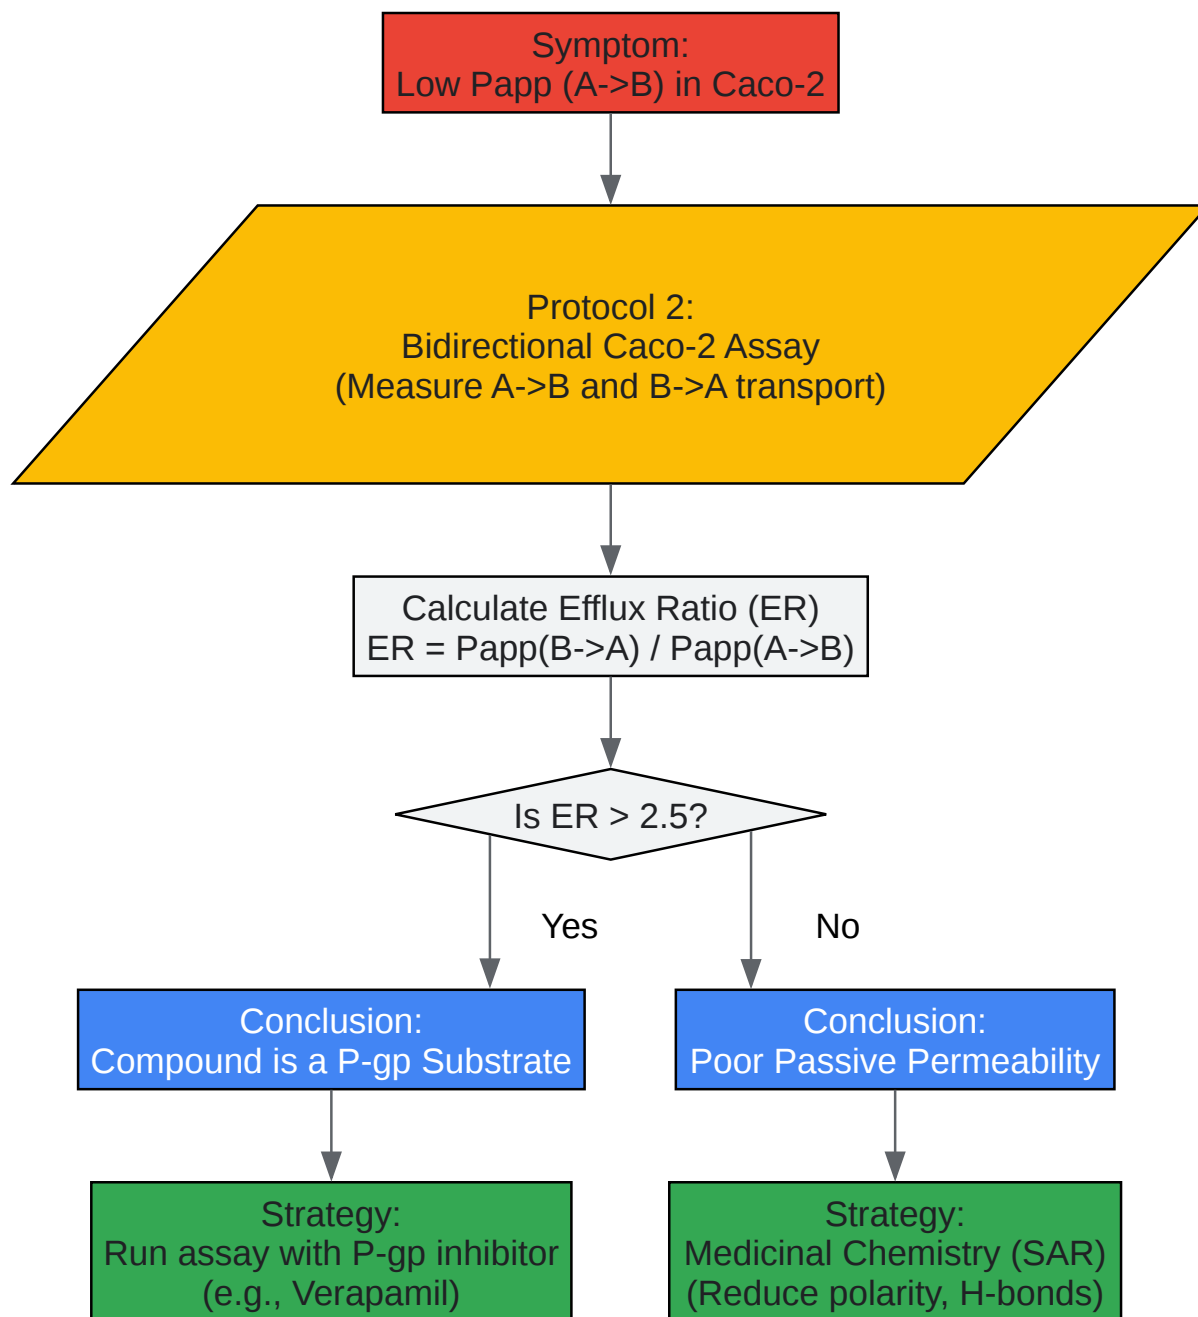 Symptom:
Low Papp (A->B) in Caco-2
Protocol 2:
Bidirectional Caco-2 Assay
(Measure A->B and B->A transport)
Calculate Efflux Ratio (ER)
ER = Papp(B->A) / Papp(A->B)
Is ER > 2.5?
Yes
No
Conclusion:
Compound is a P-gp Substrate
Conclusion:
Poor Passive Permeability
Strategy:
Run assay with P-gp inhibitor
(e.g., Verapamil)
Strategy:
Medicinal Chemistry (SAR)
(Reduce polarity, H-bonds)